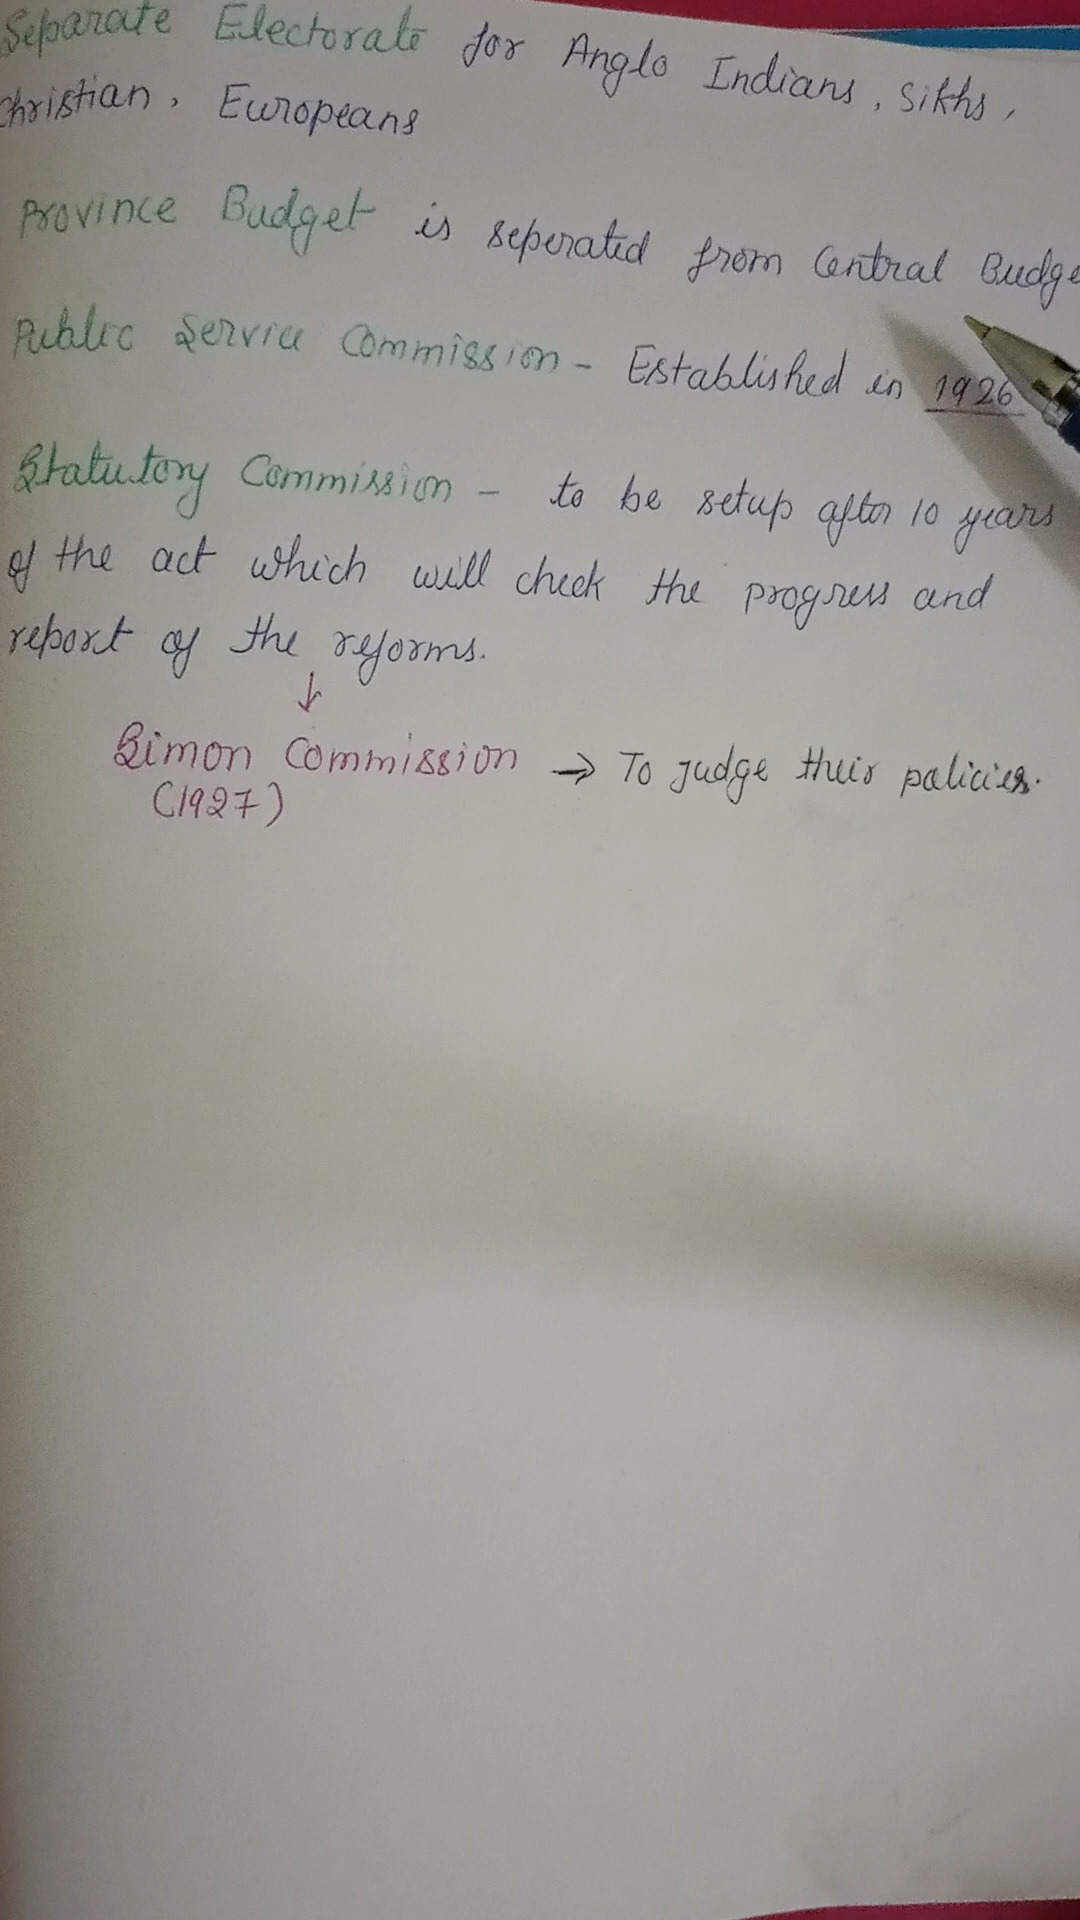 Separate Electorate for Anglo Indians, Sikhs,
Christian, Europeans
Province Budget is seperated from Central Budge
Public Service Commission - Established in 1926
Statutory Commission - to be setup after 10 years
of the act which will check the progress and
report of the reforms.
↓
Simon Commission → To judge their policies.
(1927)